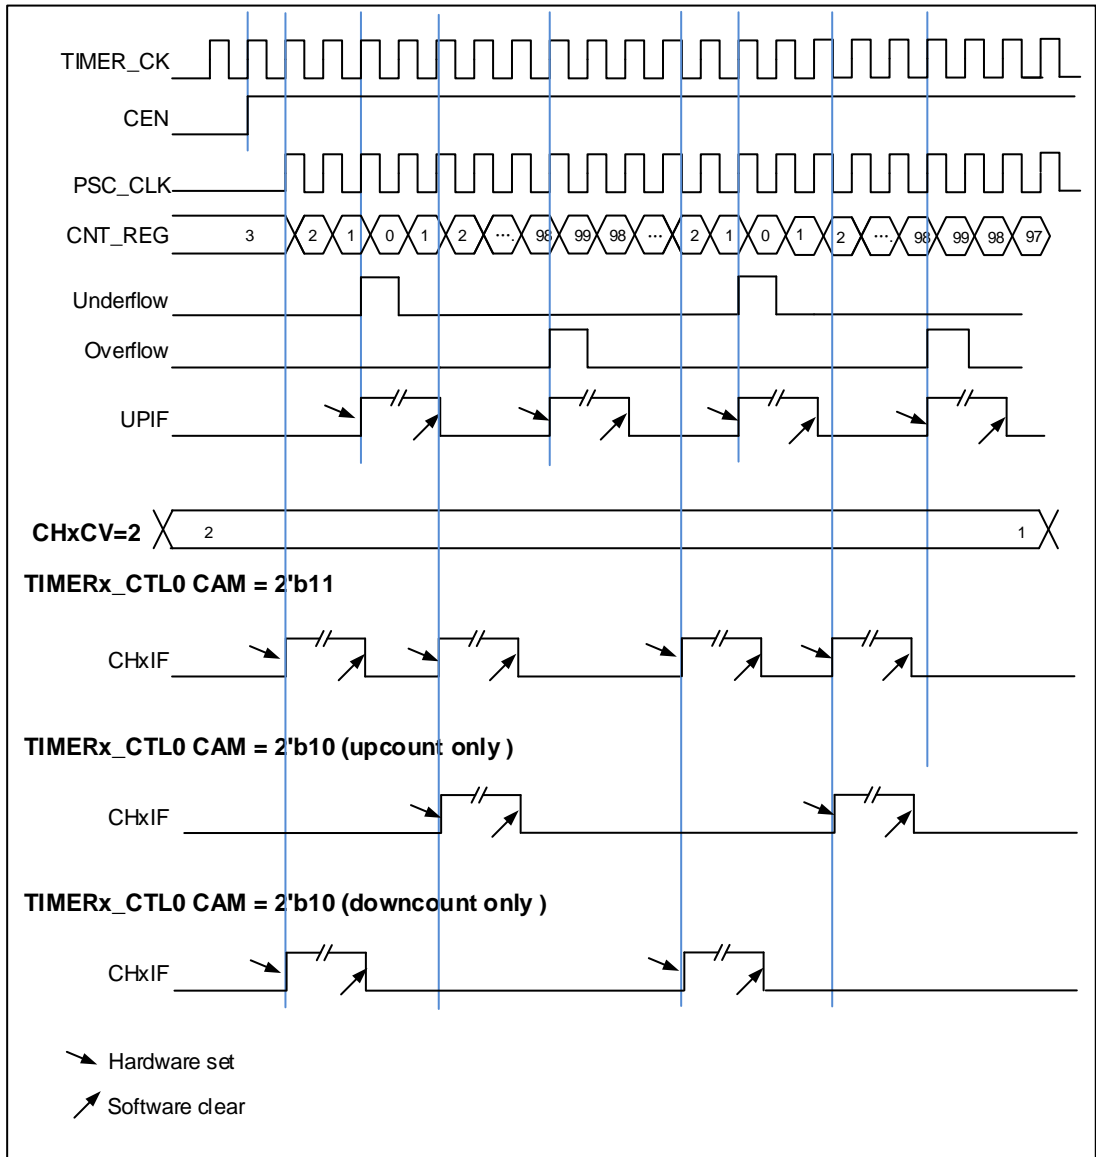 TIMER_CK
CEN
PSC_CLK
CNT_REG 3 2 1 0 1 2 .... 98 99 98 ... 2 1 0 1 2 .... 98 99 98 97
Underflow
Overflow
UPIF
CHxCV=2 2 1
TIMERx_CTL0 CAM = 2'b11
CHxIF
TIMERx_CTL0 CAM = 2'b10 (upcount only )
CHxIF
TIMERx_CTL0 CAM = 2'b10 (downcount only )
CHxIF
Hardware set
Software clear